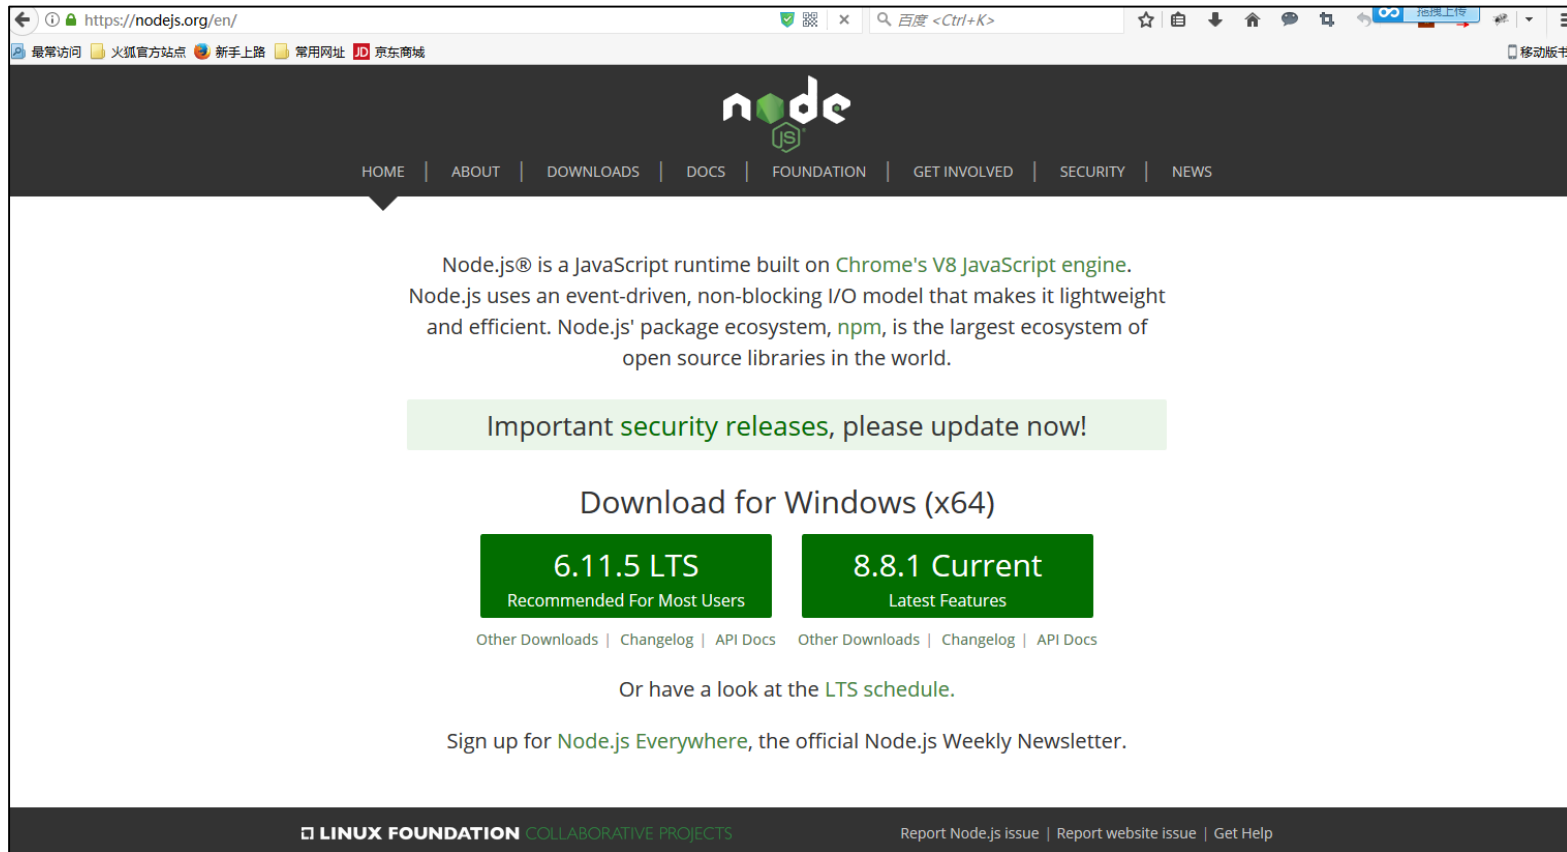 https://nodejs.org/en/
百度 <Ctrl+K>
拖拽上传
最常访问 火狐官方站点 新手上路 常用网址 JD 京东商城
移动版书
node
JS
HOME | ABOUT | DOWNLOADS | DOCS | FOUNDATION | GET INVOLVED | SECURITY | NEWS
Node.js® is a JavaScript runtime built on Chrome's V8 JavaScript engine.
Node.js uses an event-driven, non-blocking I/O model that makes it lightweight
and efficient. Node.js' package ecosystem, npm, is the largest ecosystem of
open source libraries in the world.
Important security releases, please update now!
Download for Windows (x64)
6.11.5 LTS
Recommended For Most Users
8.8.1 Current
Latest Features
Other Downloads | Changelog | API Docs
Other Downloads | Changelog | API Docs
Or have a look at the LTS schedule.
Sign up for Node.js Everywhere, the official Node.js Weekly Newsletter.
LINUX FOUNDATION COLLABORATIVE PROJECTS
Report Node.js issue | Report website issue | Get Help